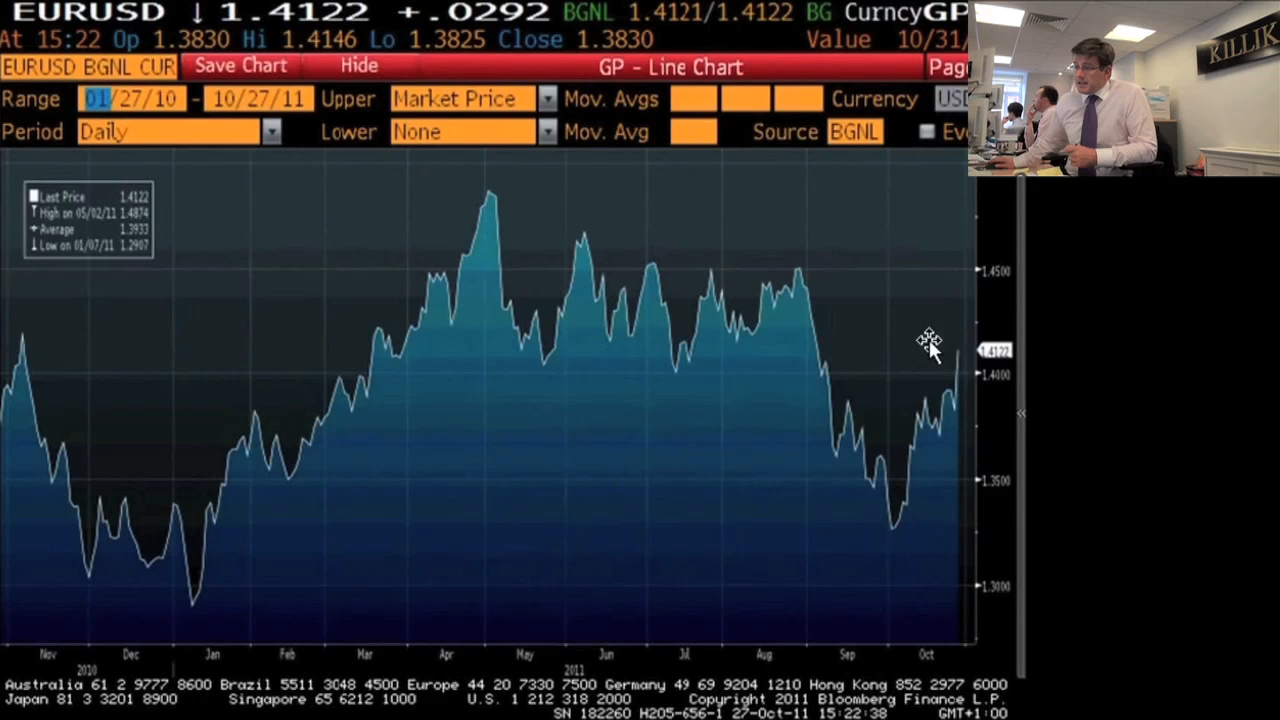 EURUSD ↓ 1.4122 +.0292 BGNL 1.4121/1.4122 BG CurncyGP
At 15:22 Op 1.3830 Hi 1.4146 Lo 1.3825 Close 1.3830 Value 10/31/
EURUSD BGNL CUR Save Chart Hide GP - Line Chart Pag
Range 01/27/10 - 10/27/11 Upper Market Price Mov. Avgs Currency USD
Period Daily Lower None Mov. Avg Source BGNL Eve
KILLIK
Last Price 1.4122
High on 05/02/11 1.4874
Average 1.3933
Low on 01/07/11 1.2907
1.4500
1.4122
1.4000
1.3500
1.3000
Nov Dec Jan Feb Mar Apr May Jun Jul Aug Sep Oct
2010 2011
Australia 61 2 9777 8600 Brazil 5511 3048 4500 Europe 44 20 7330 7500 Germany 49 69 9204 1210 Hong Kong 852 2977 6000
Japan 81 3 3201 8900 Singapore 65 6212 1000 U.S. 1 212 318 2000 Copyright 2011 Bloomberg Finance L.P.
SN 182260 H205-656-1 27-Oct-11 15:22:38 GMT+1:00